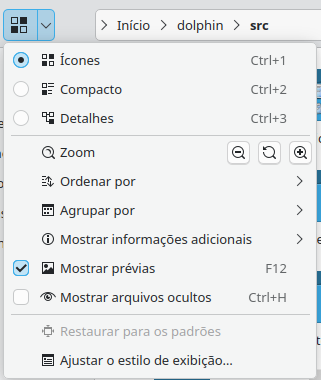 Início > dolphin > src
Ícones Ctrl+1
Compacto Ctrl+2
Detalhes Ctrl+3
Zoom
Ordenar por
Agrupar por
Mostrar informações adicionais
Mostrar prévias F12
Mostrar arquivos ocultos Ctrl+H
Restaurar para os padrões
Ajustar o estilo de exibição...